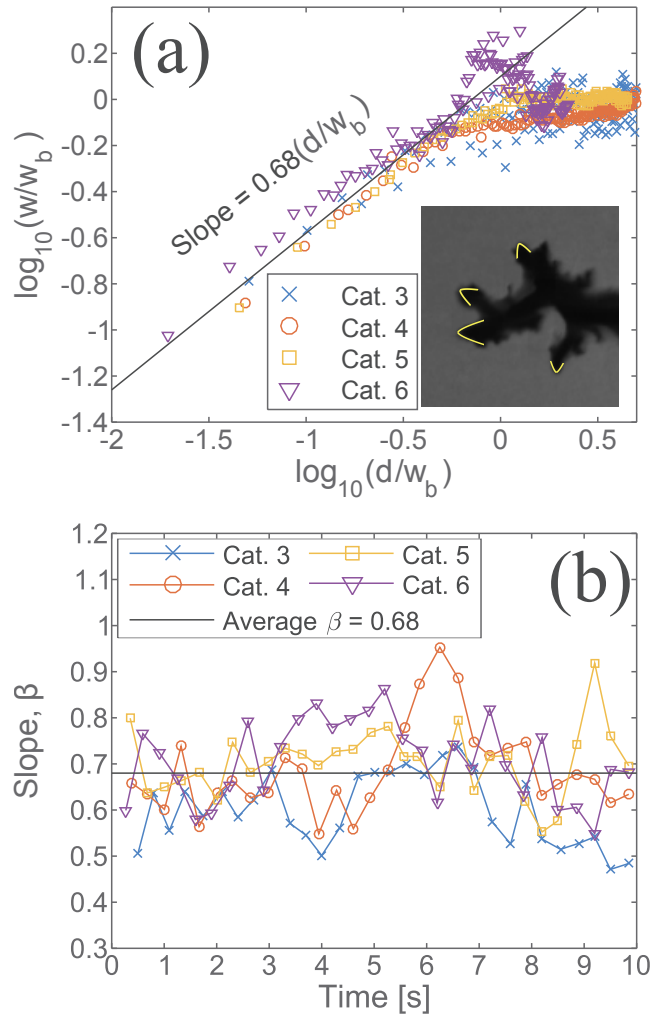 (a)
0.2
0
-0.2
-0.4
-0.6
-0.8
-1
-1.2
-1.4
log10(w/wb)
Slope = 0.68(d/wb)
Cat. 3
Cat. 4
Cat. 5
Cat. 6
-2 -1.5 -1 -0.5 0 0.5
log10(d/wb)
(b)
1.2
1.1
1
0.9
0.8
0.7
0.6
0.5
0.4
0.3
Slope, β
Cat. 3 Cat. 5
Cat. 4 Cat. 6
Average β = 0.68
0 1 2 3 4 5 6 7 8 9 10
Time [s]